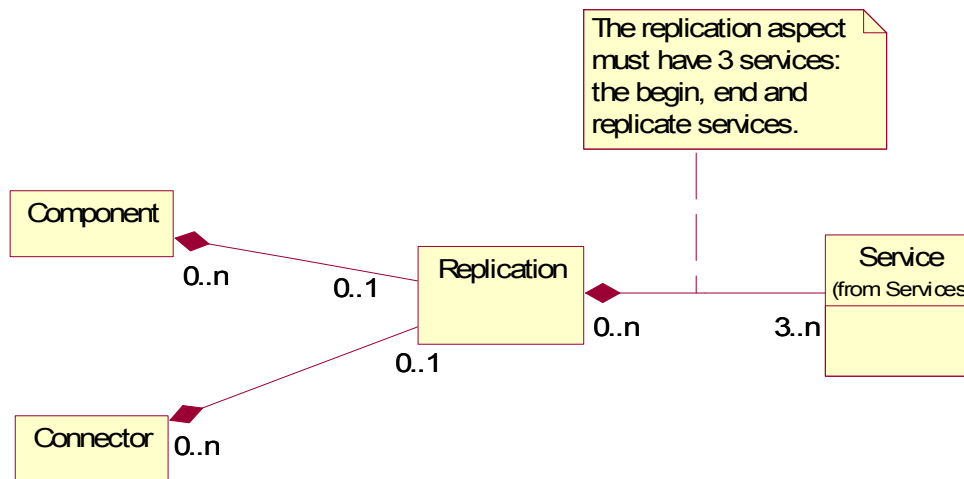 The replication aspect
must have 3 services:
the begin, end and
replicate services.
Component
0..n
0..1
Replication
0..n
Service
(from Services
3..n
0..1
Connector
0..n